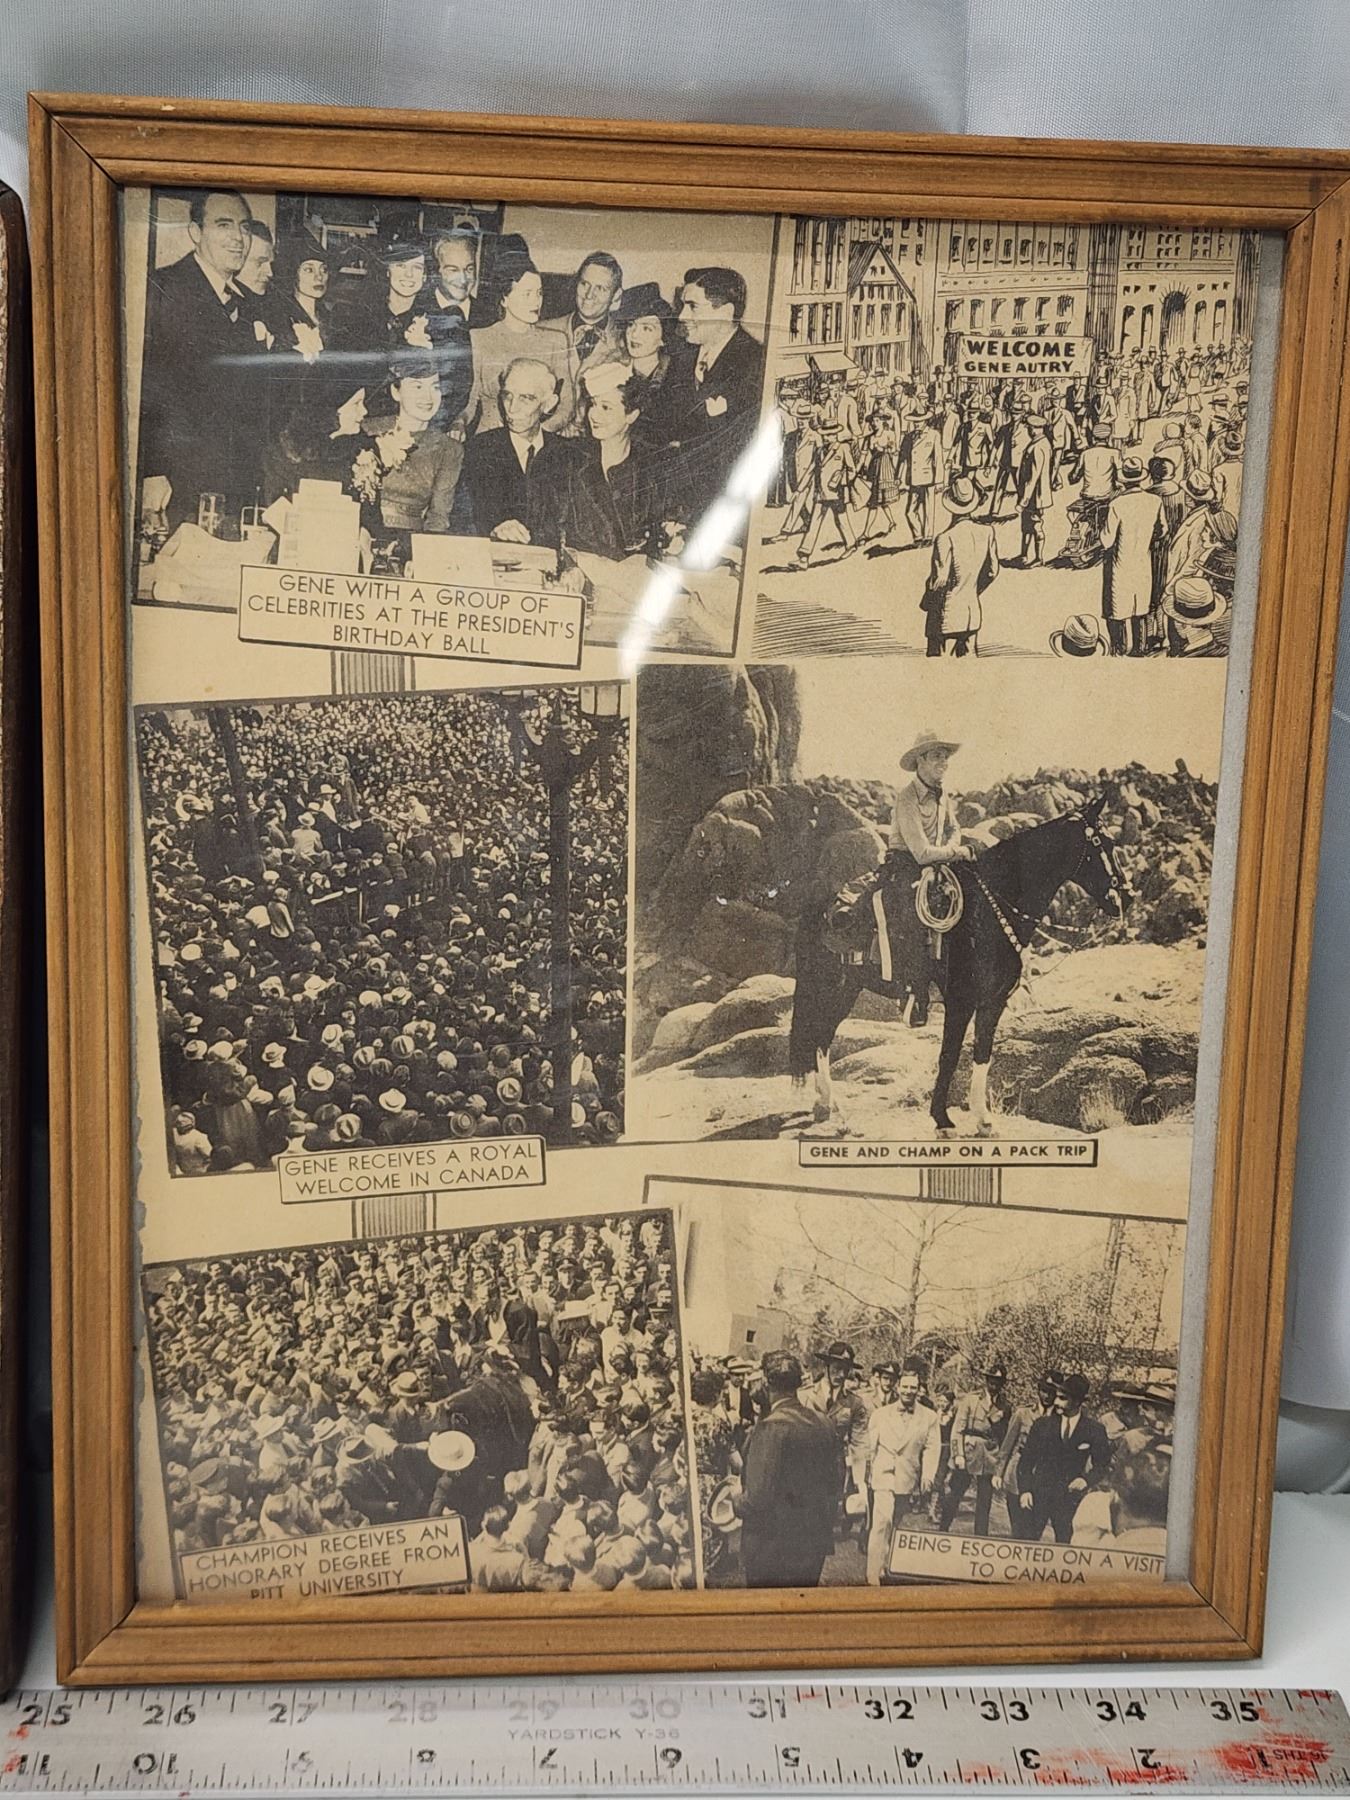 WELCOME
GENE AUTRY
GENE WITH A GROUP OF
CELEBRITIES AT THE PRESIDENT'S
BIRTHDAY BALL
GENE RECEIVES A ROYAL
WELCOME IN CANADA
GENE AND CHAMP ON A PACK TRIP
CHAMPION RECEIVES AN
HONORARY DEGREE FROM
PITT UNIVERSITY
BEING ESCORTED ON A VISIT
TO CANADA
25 26 27 28 29 30 31 32 33 34 35
YARDSTICK Y-36
11 10 9 8 7 6 5 4 3 2 1
16 THS